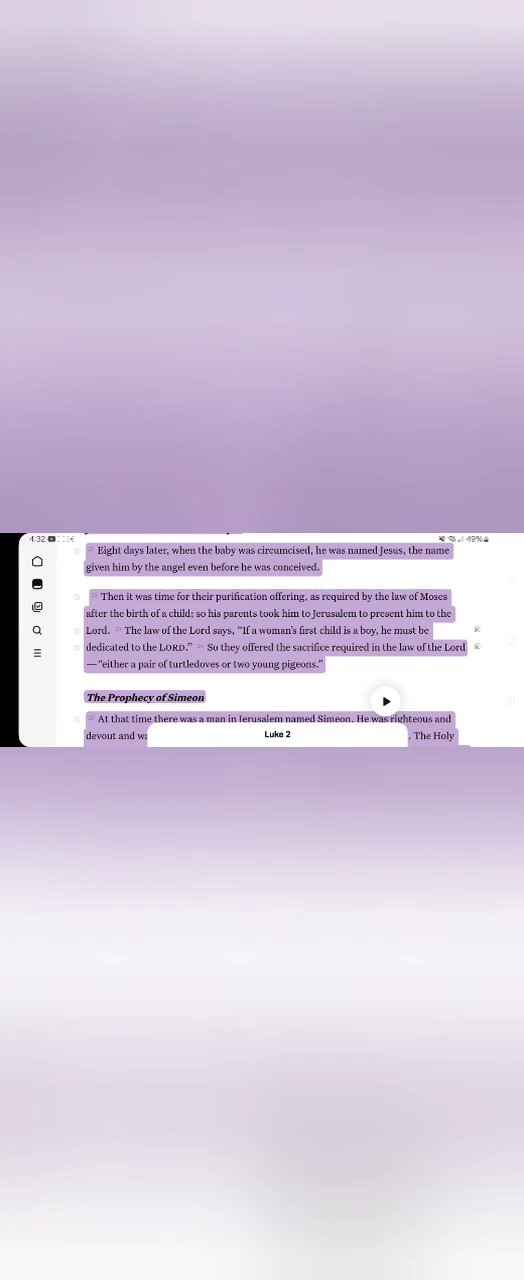 4:32
49%
21 Eight days later, when the baby was circumcised, he was named Jesus, the name
given him by the angel even before he was conceived.
22 Then it was time for their purification offering, as required by the law of Moses
after the birth of a child; so his parents took him to Jerusalem to present him to the
Lord. 23 The law of the Lord says, “If a woman’s first child is a boy, he must be
dedicated to the LORD.” 24 So they offered the sacrifice required in the law of the Lord
—“either a pair of turtledoves or two young pigeons.”
The Prophecy of Simeon
25 At that time there was a man in Jerusalem named Simeon. He was righteous and
devout and wa
. The Holy
Luke 2